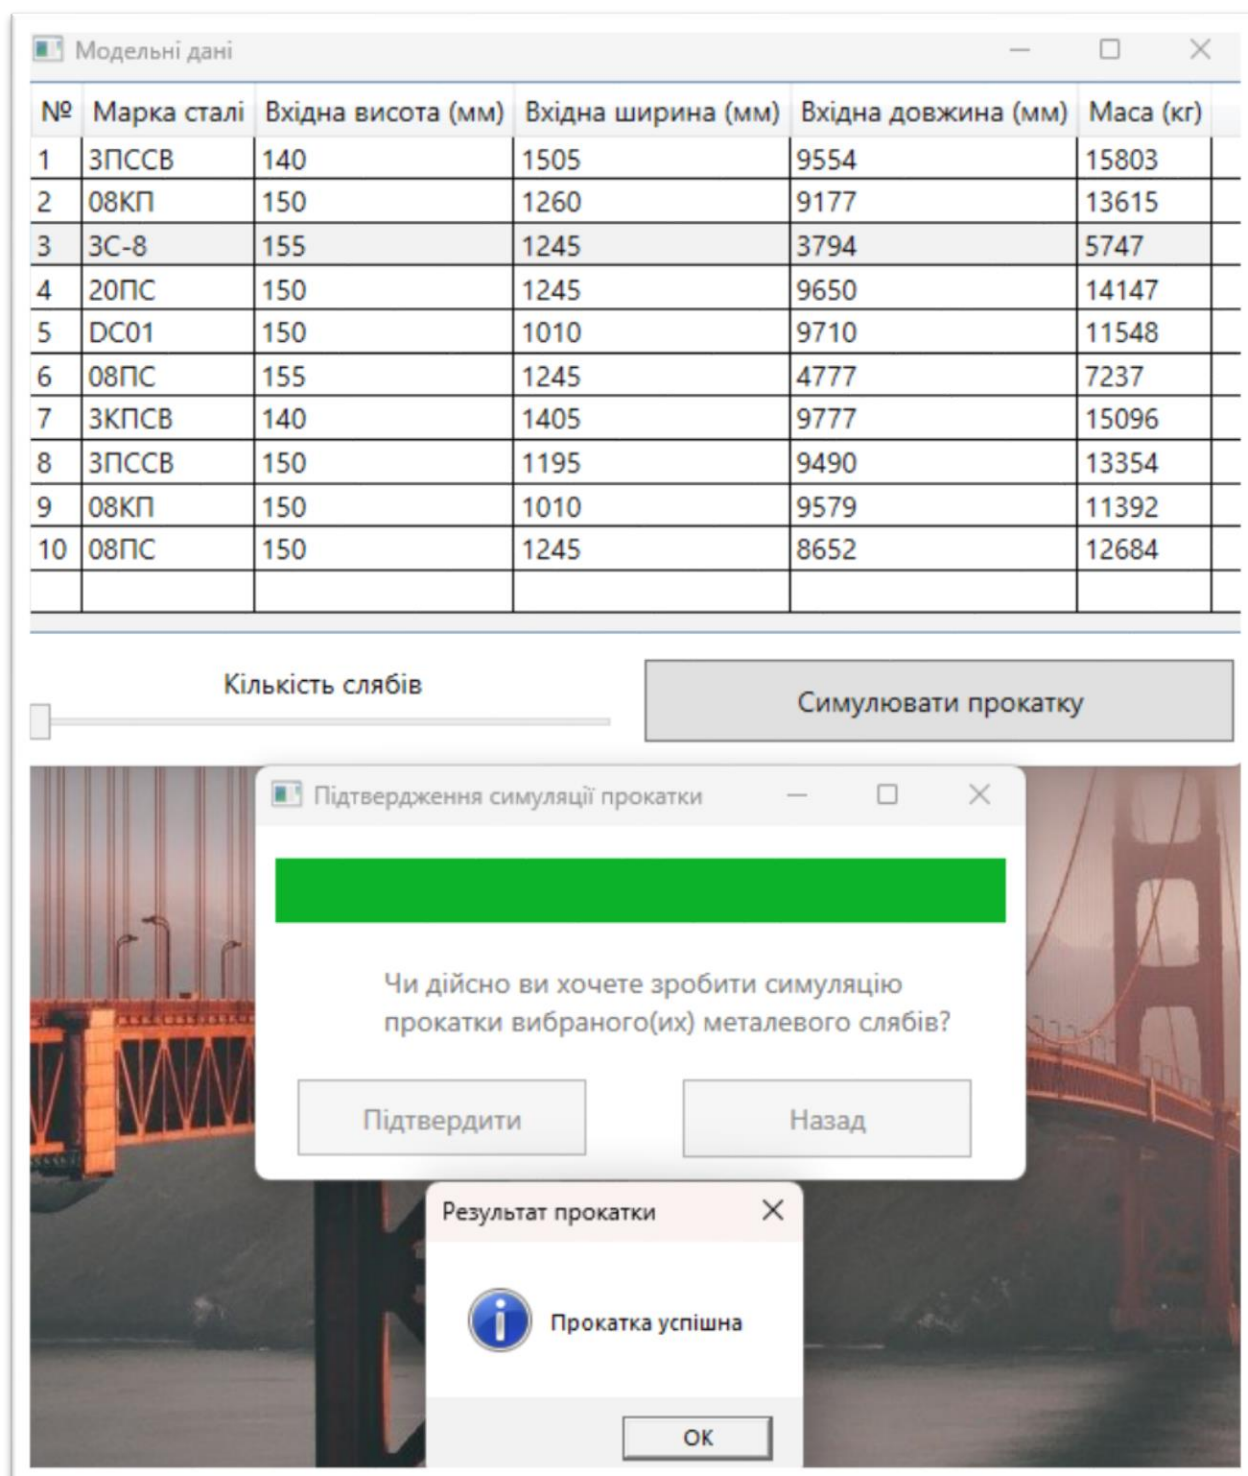 Модельні дані
№ Марка сталі Вхідна висота (мм) Вхідна ширина (мм) Вхідна довжина (мм) Маса (кг)
1 3ПССВ 140 1505 9554 15803
2 08КП 150 1260 9177 13615
3 3С-8 155 1245 3794 5747
4 20ПС 150 1245 9650 14147
5 DC01 150 1010 9710 11548
6 08ПС 155 1245 4777 7237
7 3КПСВ 140 1405 9777 15096
8 3ПССВ 150 1195 9490 13354
9 08КП 150 1010 9579 11392
10 08ПС 150 1245 8652 12684
Кількість слябів
Симулювати прокатку
Підтвердження симуляції прокатки
Чи дійсно ви хочете зробити симуляцію
прокатки вибраного(их) металевого слябів?
Підтвердити Назад
Результат прокатки
Прокатка успішна
OK